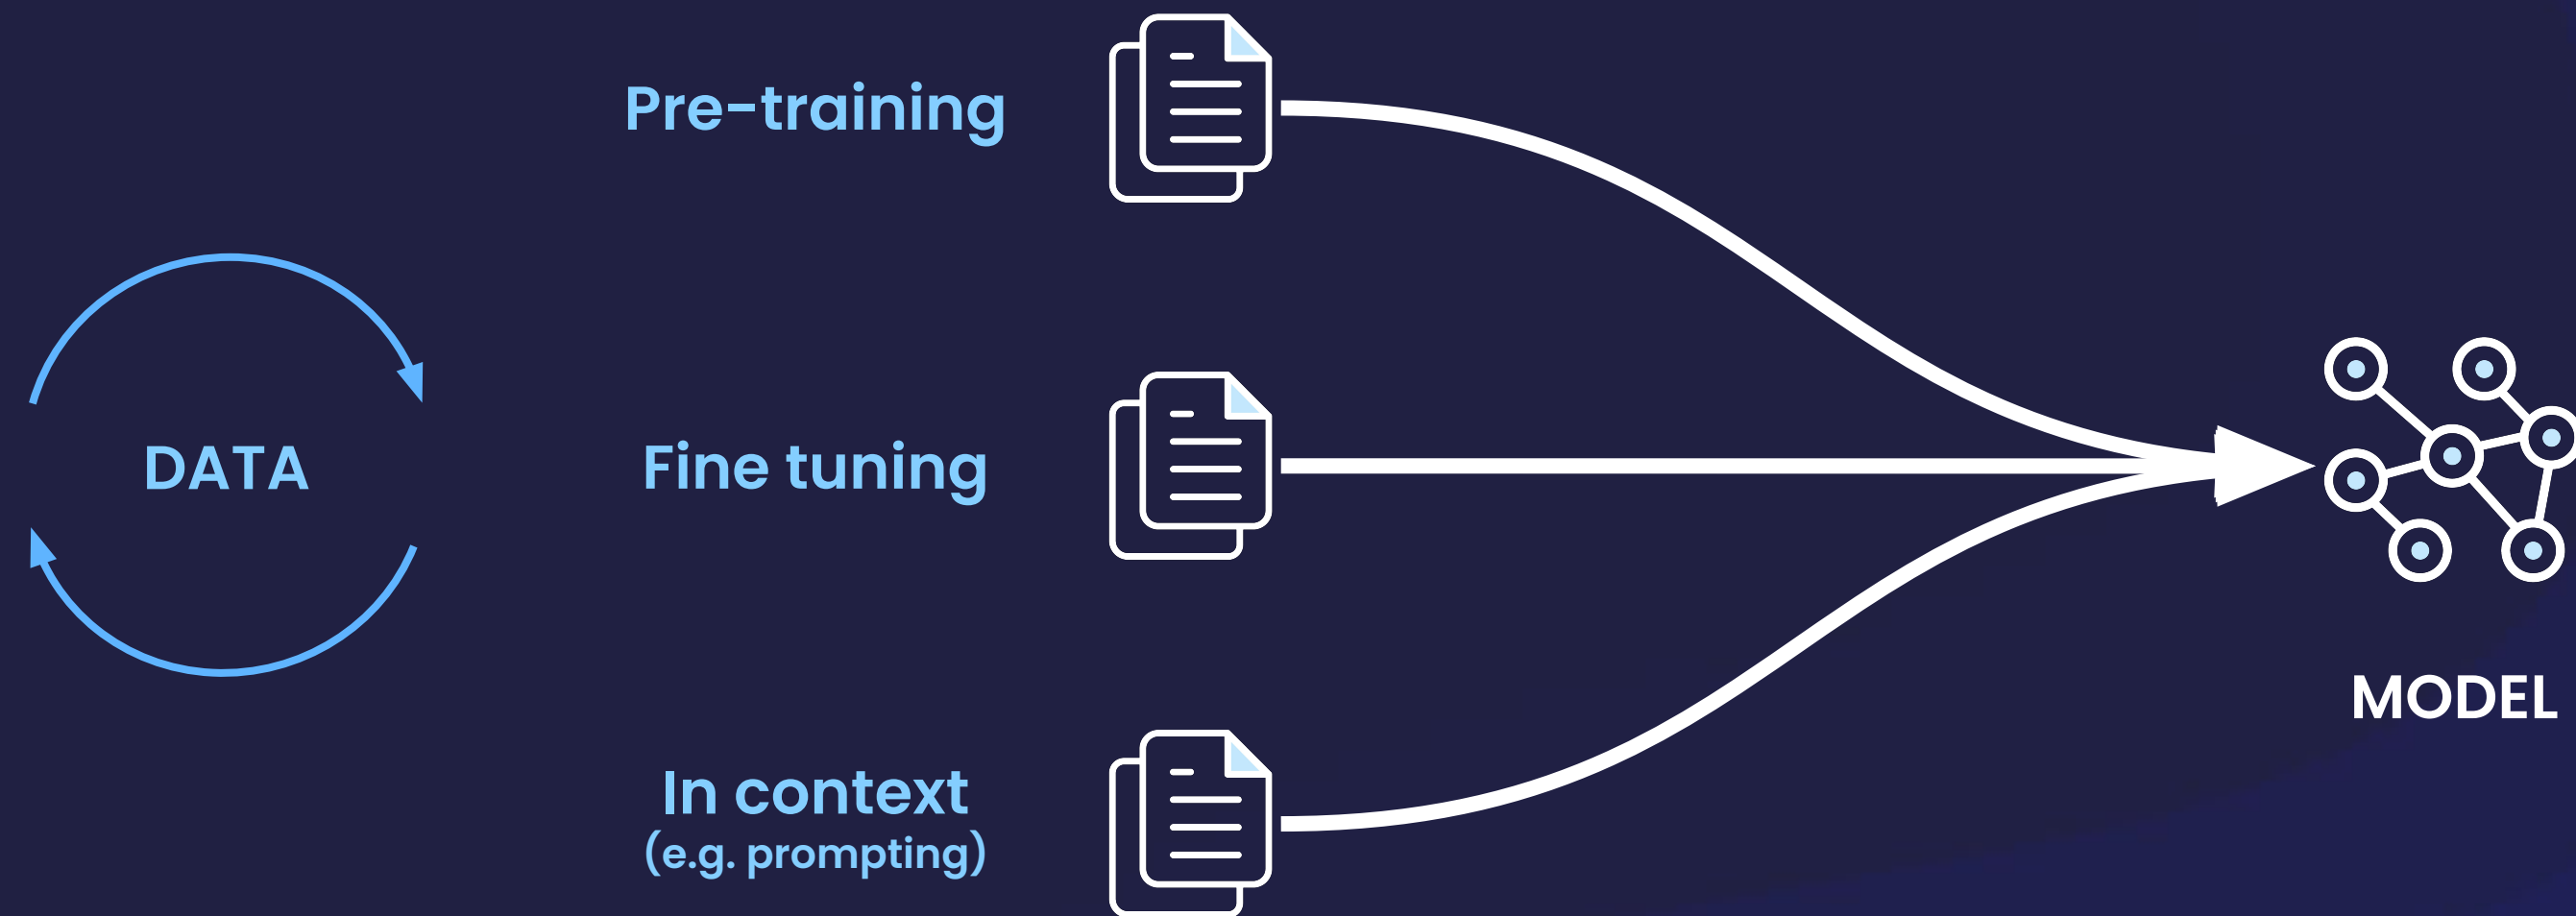 Pre-training
DATA
Fine tuning
In context
(e.g. prompting)
MODEL